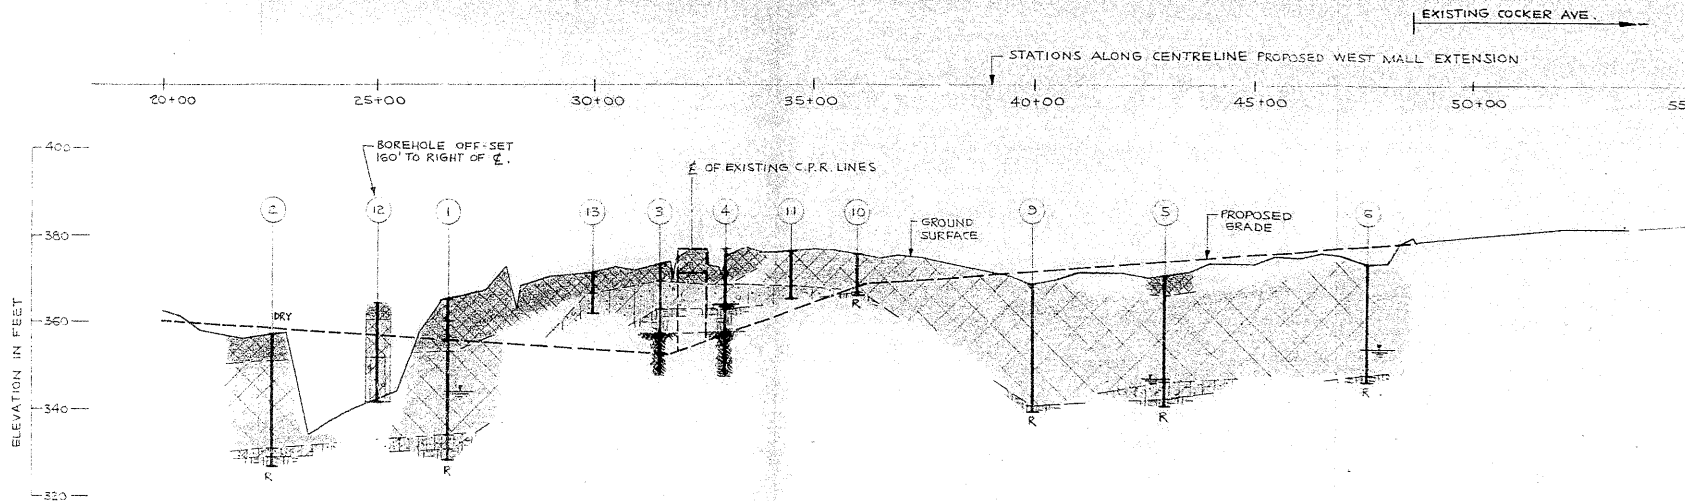 EXISTING COCKER AVE.
STATIONS ALONG CENTRELINE PROPOSED WEST MALL EXTENSION
20+00 25+00 30+00 35+00 40+00 45+00 50+00 55
400
BOREHOLE OFF-SET
160' TO RIGHT OF ℄.
℄ OF EXISTING C.P.R. LINES
2 12 1 13 3 4 11 10 9 5 6
GROUND
SURFACE
PROPOSED
GRADE
380
DRY
360
R
340
R
R
R
R
R
320
ELEVATION IN FEET